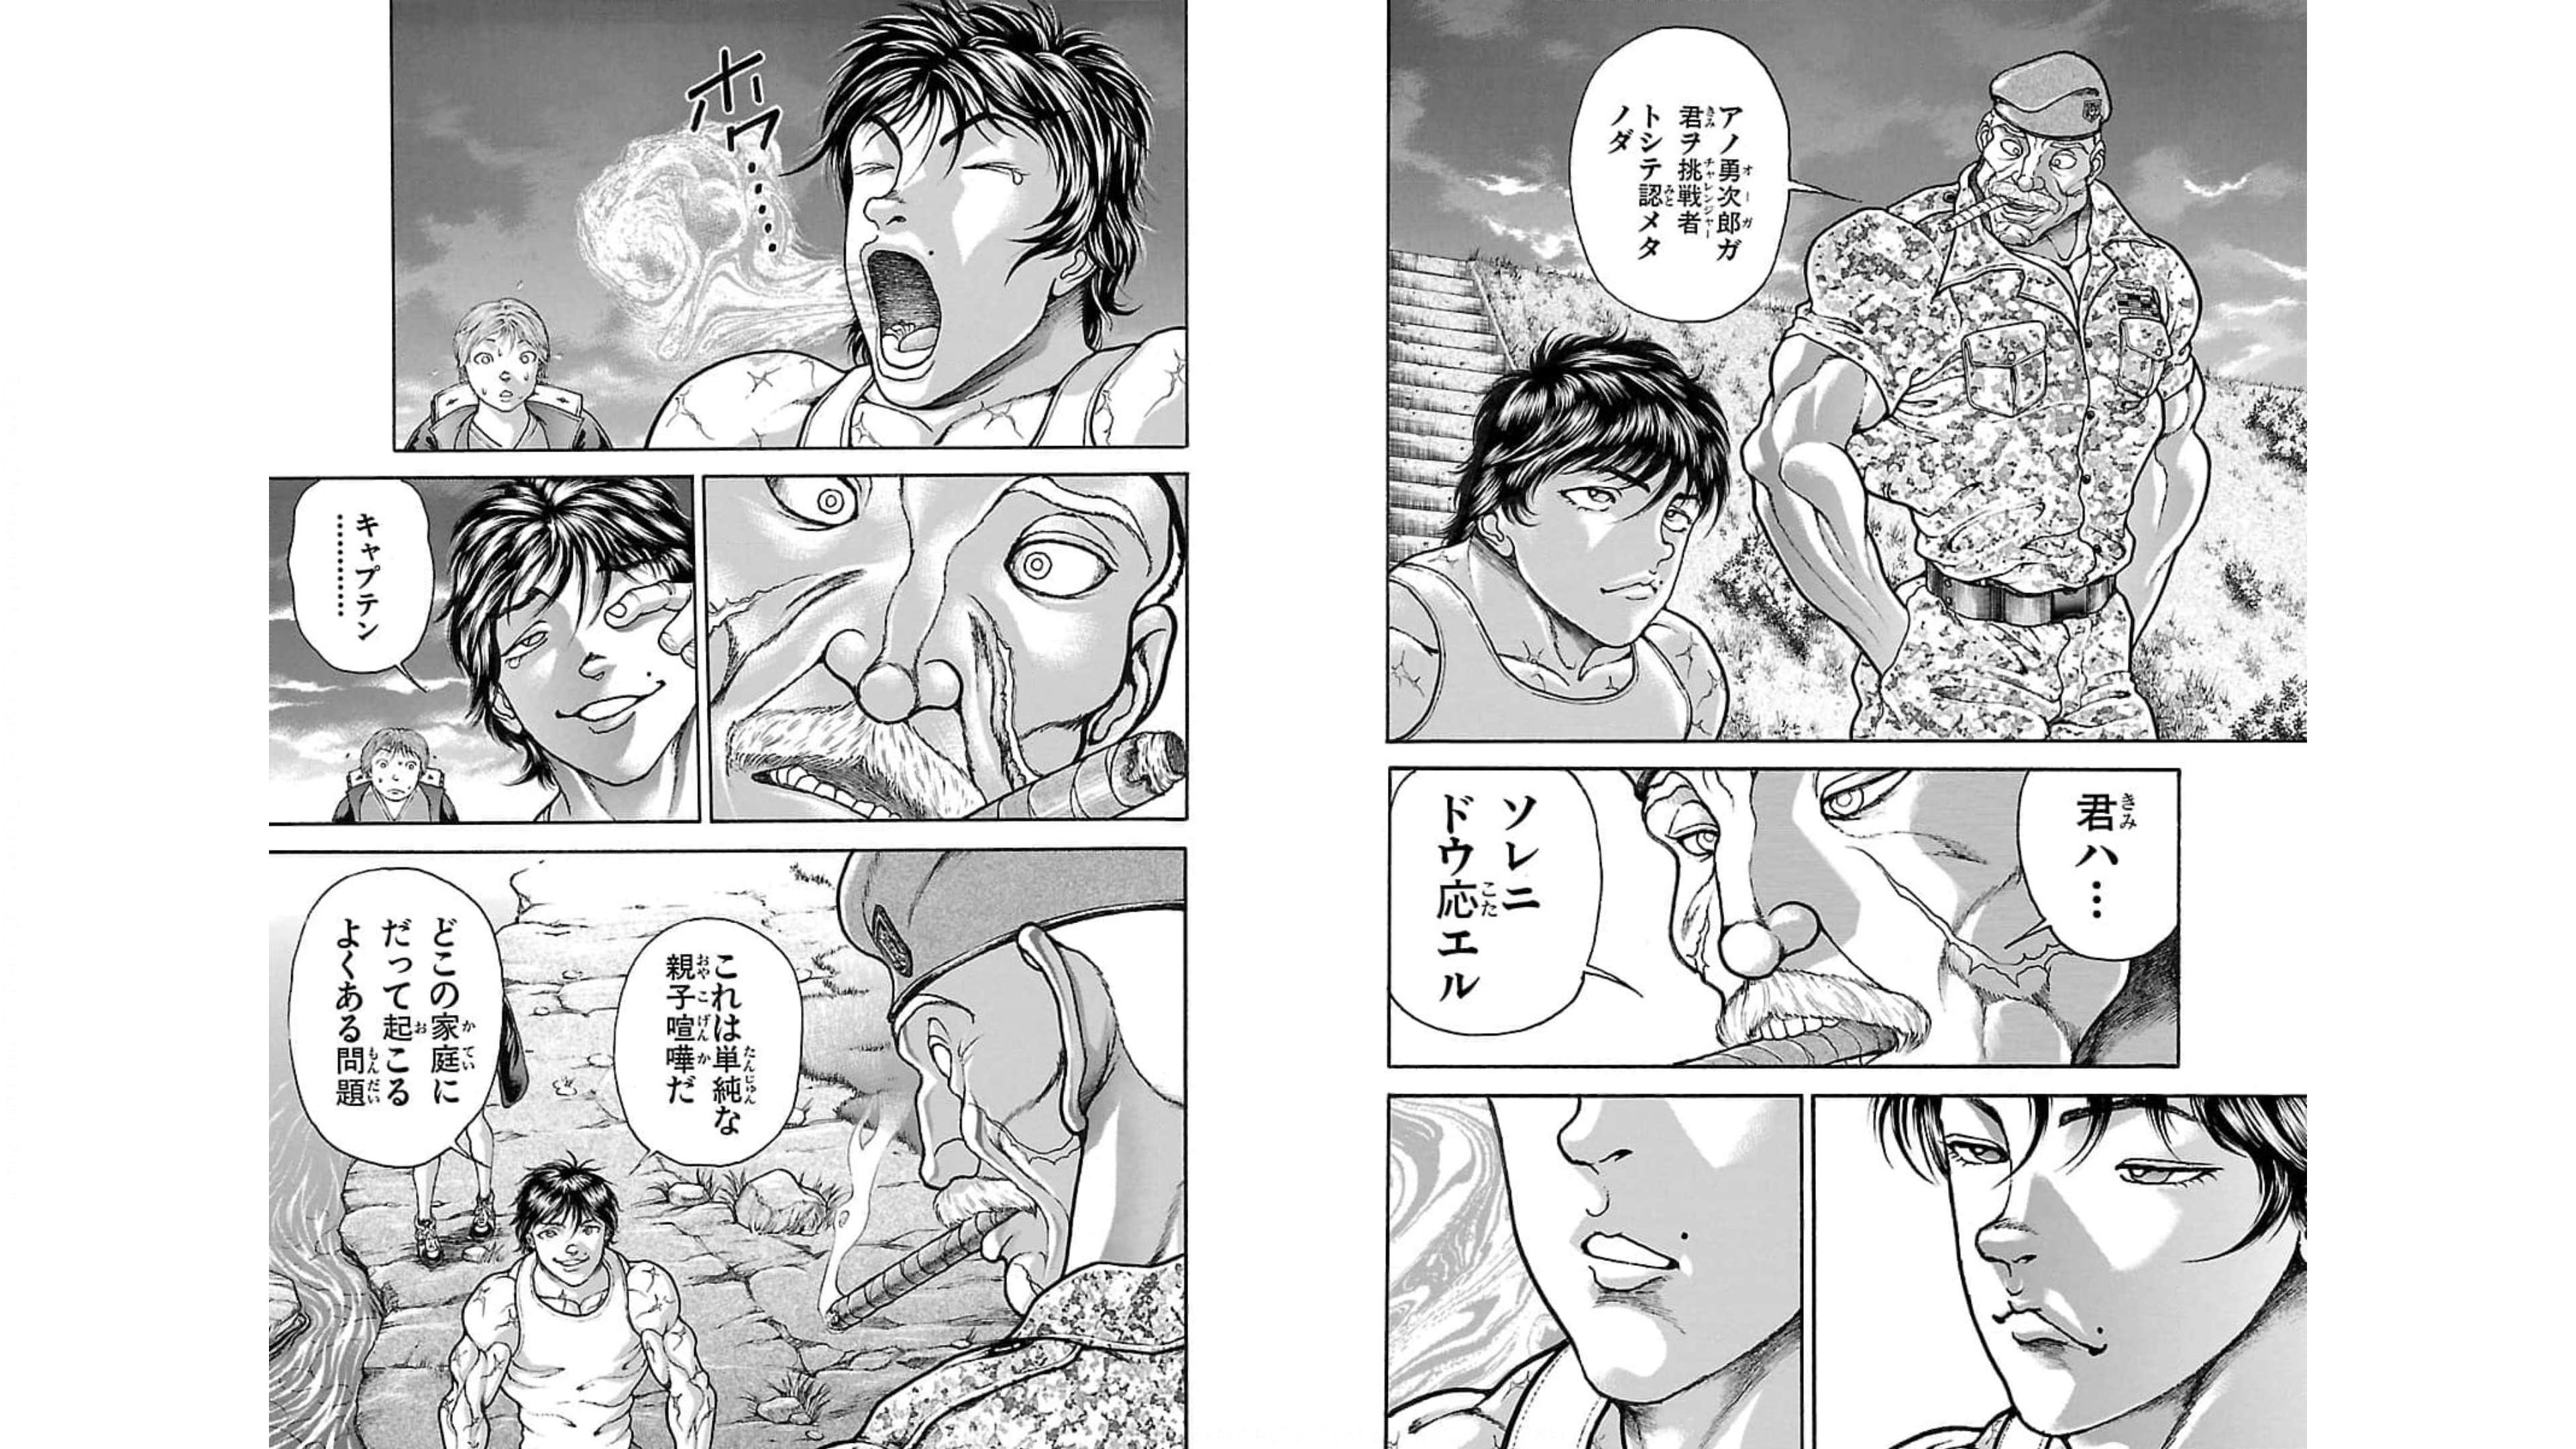 アノ勇次郎ガ
君ヲ挑戦者
トシテ認メタ
ノダ
君ハ…
ソレニ
ドウ応エル
ホワ……
キャプテン
…………
これは単純な
親子喧嘩だ
どこの家庭に
だって起こる
よくある問題